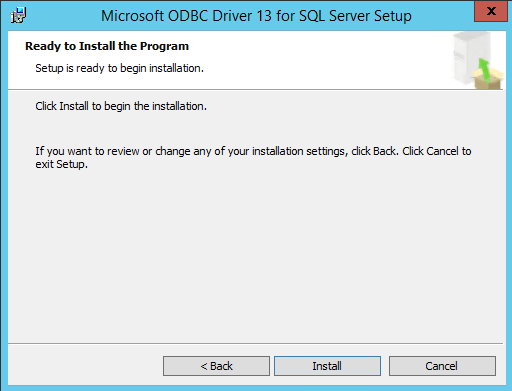 Microsoft ODBC Driver 13 for SQL Server Setup
x
Ready to Install the Program
Setup is ready to begin installation.
Click Install to begin the installation.
If you want to review or change any of your installation settings, click Back. Click Cancel to
exit Setup.
< Back
Install
Cancel